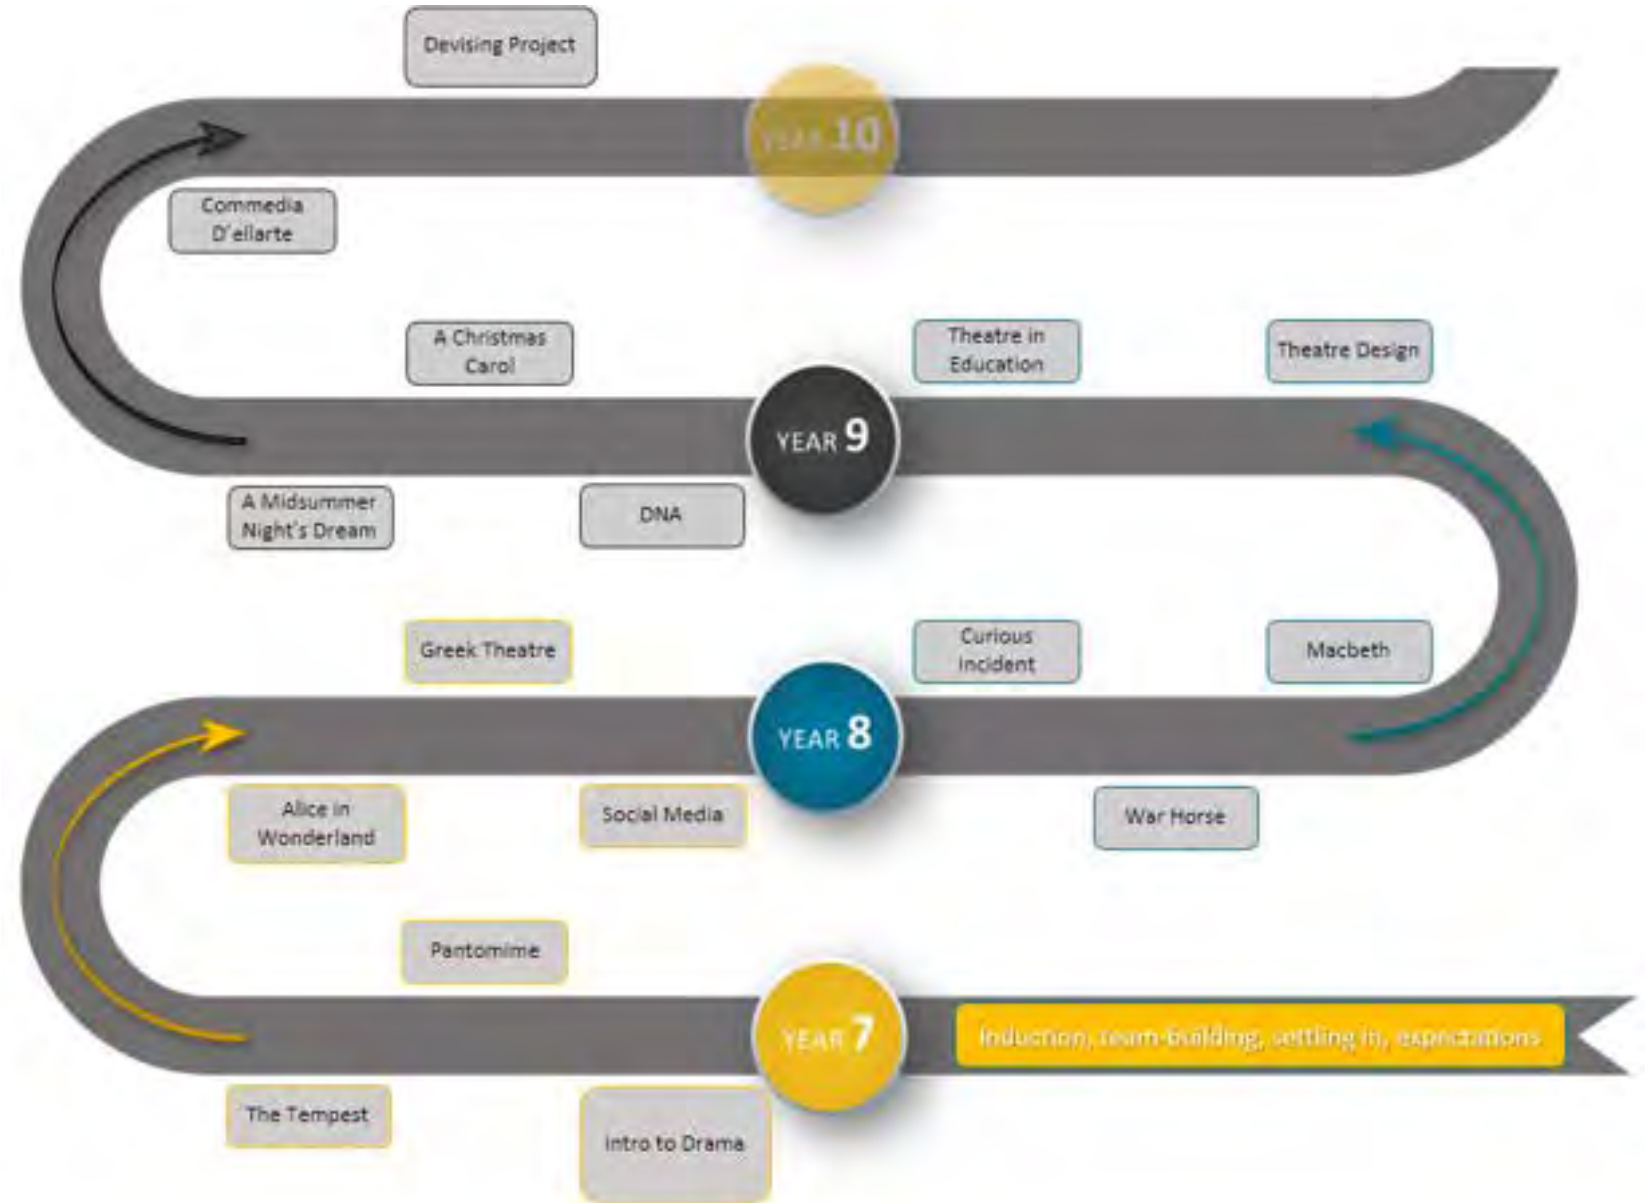 Devising Project
YEAR 10
Commedia
D'ellarte
A Christmas
Carol
Theatre in
Education
Theatre Design
YEAR 9
A Midsummer
Night's Dream
DNA
Greek Theatre
Curious
Incident
Macbeth
YEAR 8
Alice in
Wonderland
Social Media
War Horse
Pantomime
YEAR 7
Induction, team-building, settling in, expectations
The Tempest
Intro to Drama